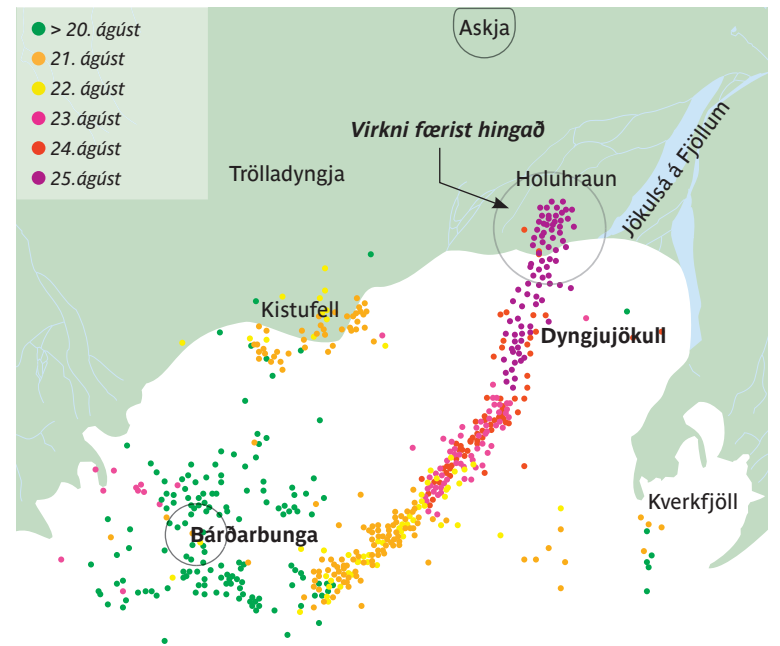 > 20. ágúst
21. ágúst
22. ágúst
23.ágúst
24.ágúst
25.ágúst
Askja
Virkni færist hingað
Trölladyngja
Holuhraun
Jökulsá á Fjöllum
Kistufell
Dyngjujökull
Kverkfjöll
Bárðarbunga